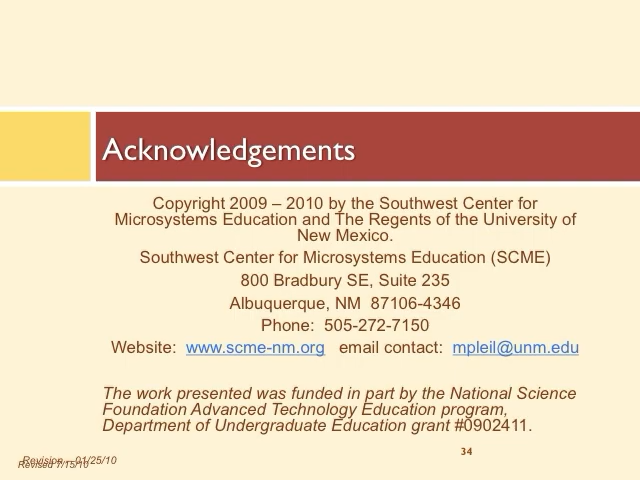 Acknowledgements
Copyright 2009 – 2010 by the Southwest Center for
Microsystems Education and The Regents of the University of
New Mexico.
Southwest Center for Microsystems Education (SCME)
800 Bradbury SE, Suite 235
Albuquerque, NM 87106-4346
Phone: 505-272-7150
Website: www.scme-nm.org email contact: mpleil@unm.edu
The work presented was funded in part by the National Science
Foundation Advanced Technology Education program,
Department of Undergraduate Education grant #0902411.
34
Revision – 01/25/10
Revised 7/15/10